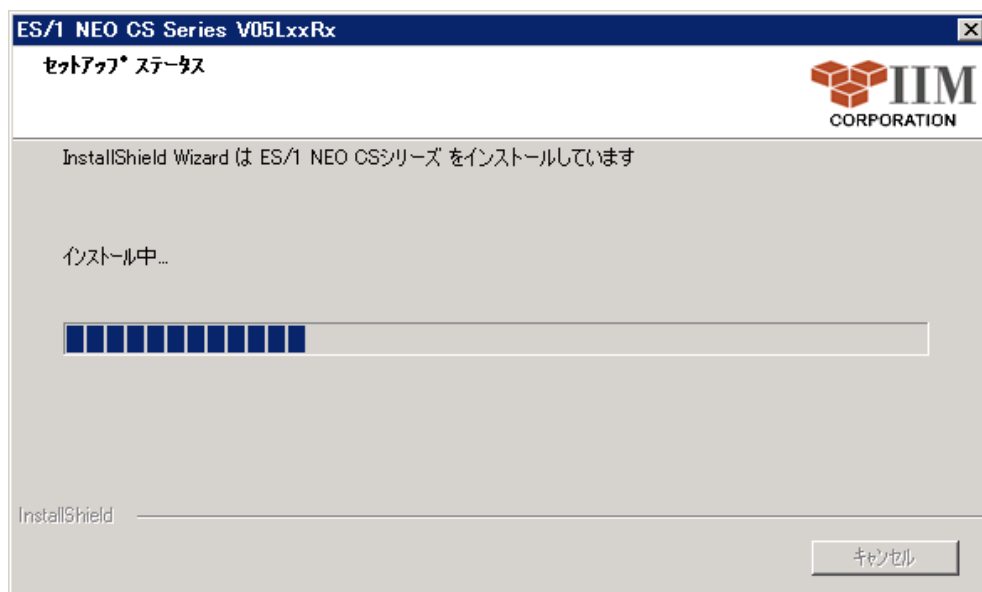 ES/1 NEO CS Series V05LxxRx
セットアップ ステータス
IIM
CORPORATION
InstallShield Wizard は ES/1 NEO CSシリーズ をインストールしています
インストール中...
InstallShield
キャンセル